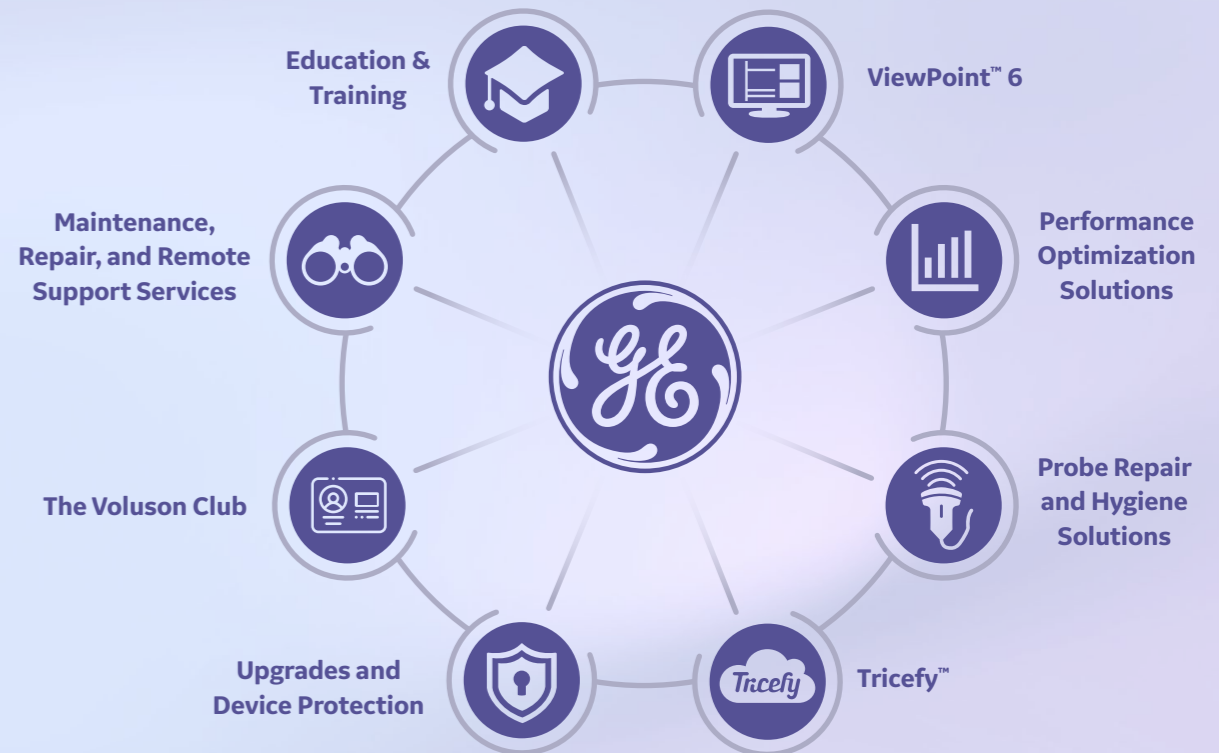 Education &
Training
ViewPoint™ 6
Maintenance,
Repair, and Remote
Support Services
Performance
Optimization
Solutions
GE
The Voluson Club
Probe Repair
and Hygiene
Solutions
Upgrades and
Device Protection
Tricefy
Tricefy™